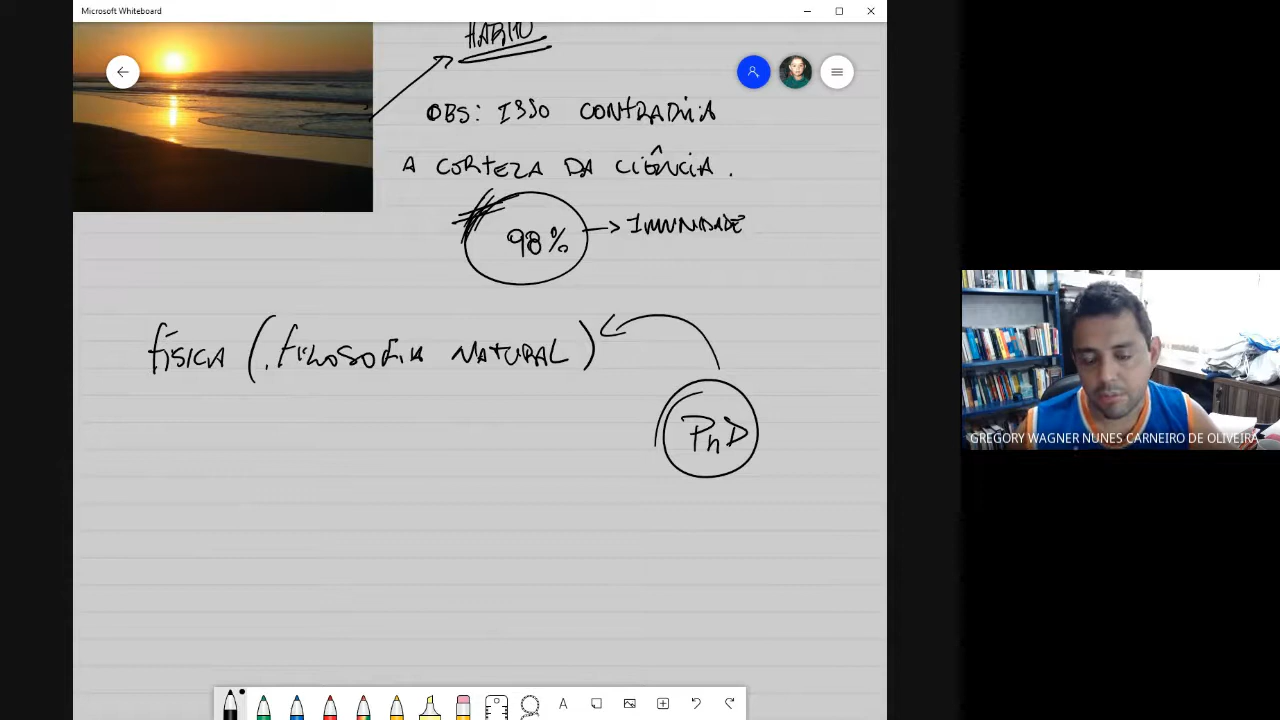 Microsoft Whiteboard
OBS: ISSO CONTRADIZIA
A CERTEZA DA CIÊNCIA.
98% -> IMUNIDADE
FÍSICA (. FILOSOFIA NATURAL)
PhD
GREGORY WAGNER NUNES CARNEIRO DE OLIVEIRA
A